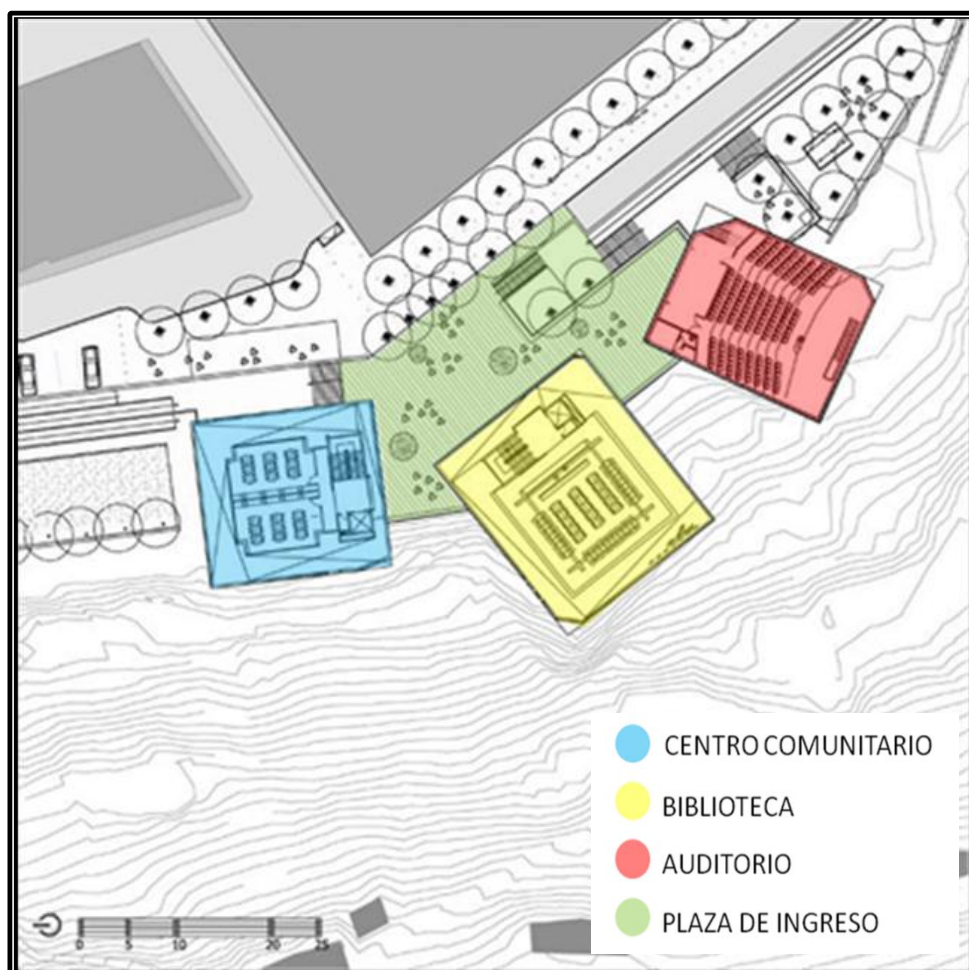 CENTRO COMUNITARIO
BIBLIOTECA
AUDITORIO
PLAZA DE INGRESO
0 5 10 20 25